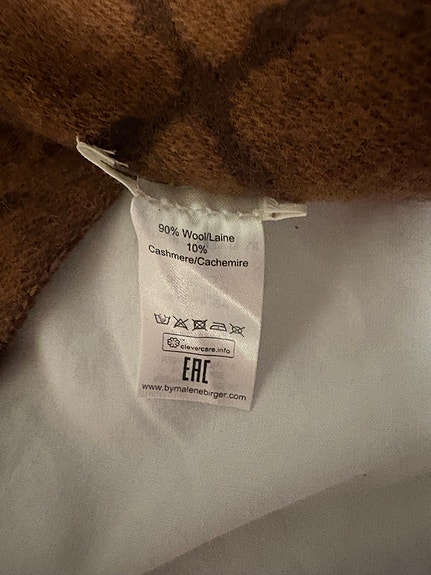 90% Wool/Laine
10%
Cashmere/Cachemire
clevercare.info
EAC
www.bymalenebirger.com